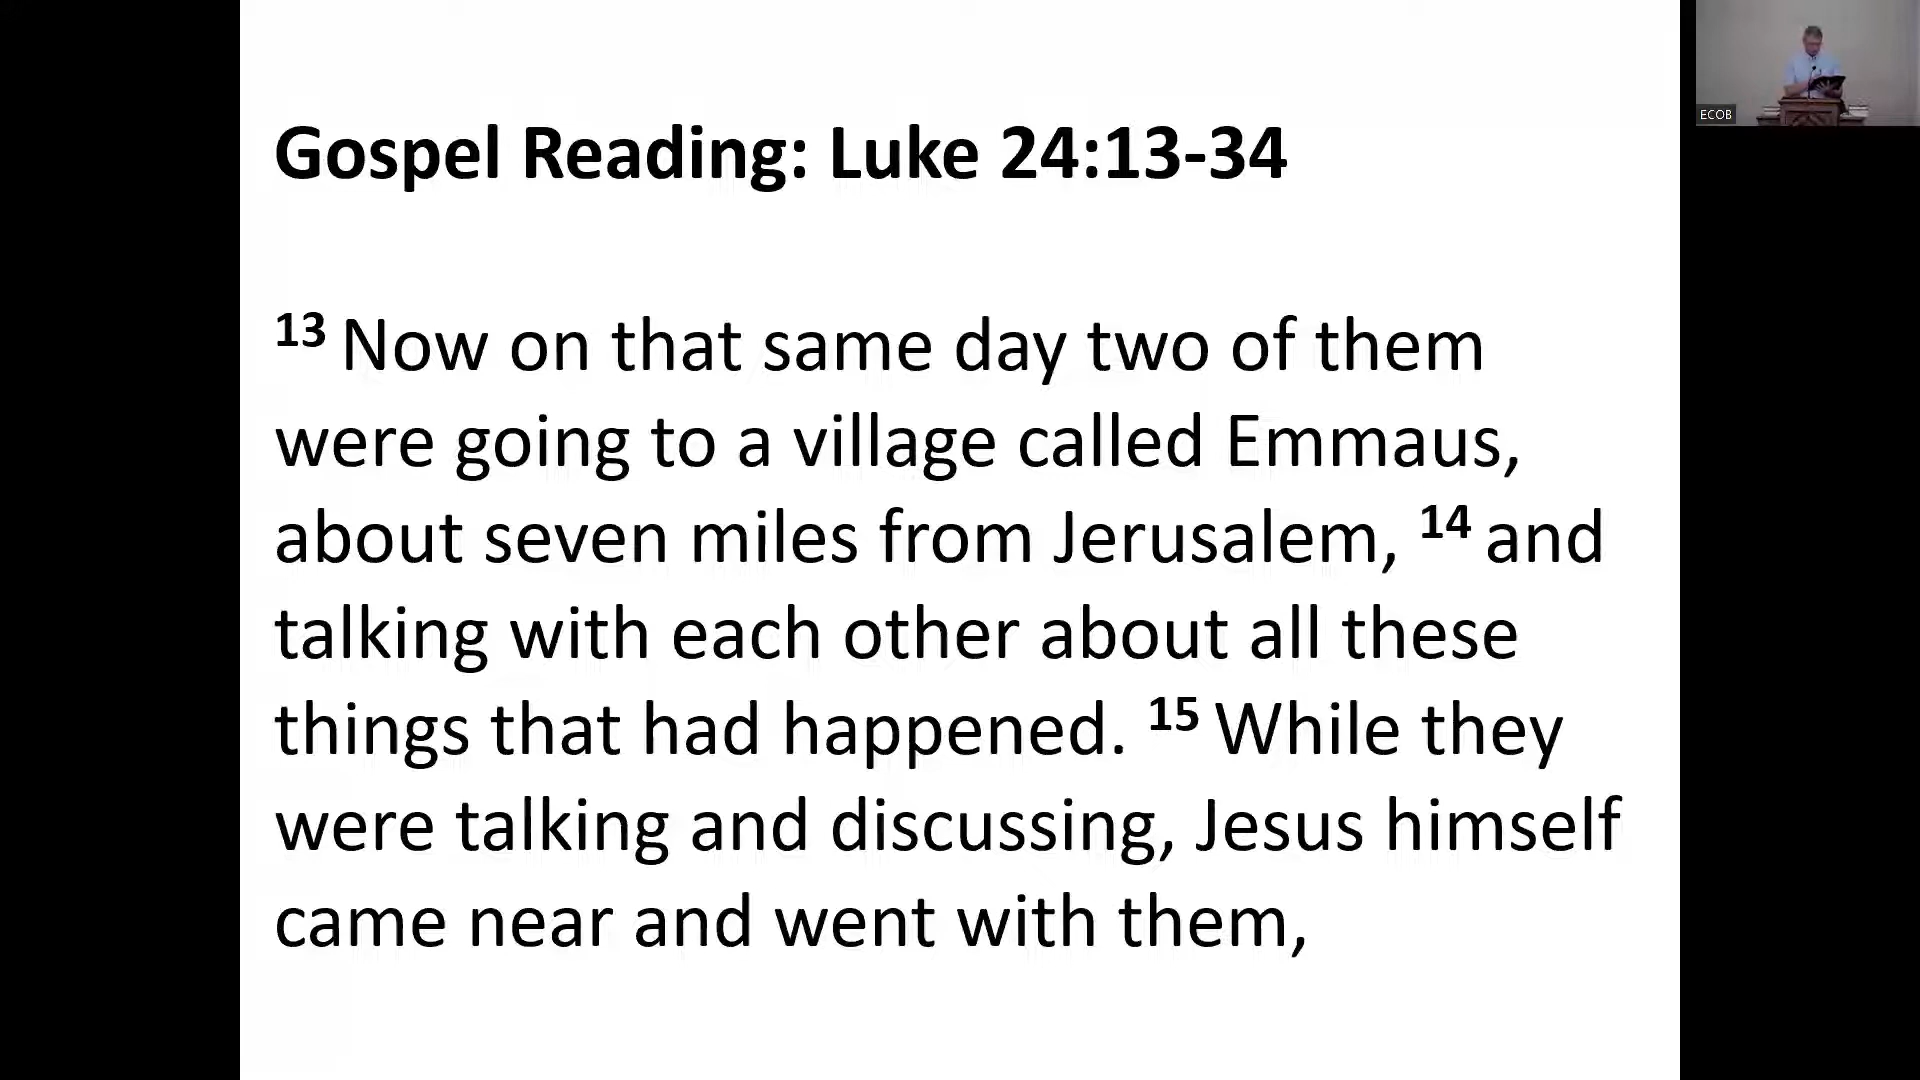 Gospel Reading: Luke 24:13-34
13 Now on that same day two of them
were going to a village called Emmaus,
about seven miles from Jerusalem, 14 and
talking with each other about all these
things that had happened. 15 While they
were talking and discussing, Jesus himself
came near and went with them,
ECOB